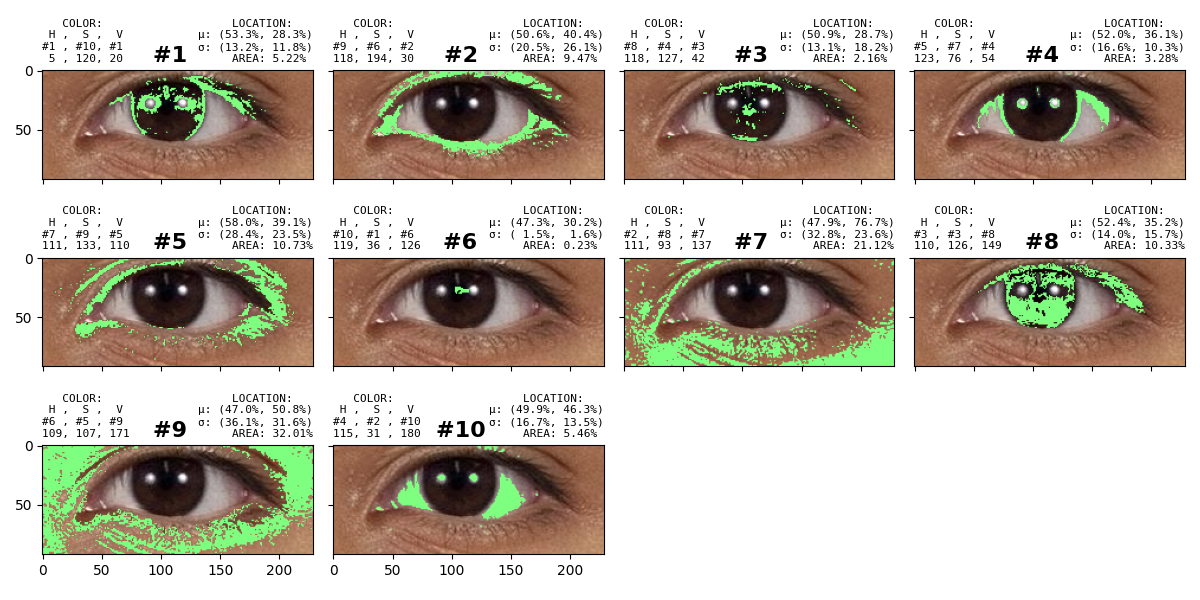 COLOR: LOCATION:
H , S , V μ: (53.3%, 28.3%)
#1 , #10, #1 #1 σ: (13.2%, 11.8%)
5 , 120, 20 AREA: 5.22%
COLOR: LOCATION:
H , S , V μ: (50.6%, 40.4%)
#9 , #6 , #2 #2 σ: (20.5%, 26.1%)
118, 194, 30 AREA: 9.47%
COLOR: LOCATION:
H , S , V μ: (50.9%, 28.7%)
#8 , #4 , #3 #3 σ: (13.1%, 18.2%)
118, 127, 42 AREA: 2.16%
COLOR: LOCATION:
H , S , V μ: (52.0%, 36.1%)
#5 , #7 , #4 #4 σ: (16.6%, 10.3%)
123, 76 , 54 AREA: 3.28%
0
50
COLOR: LOCATION:
H , S , V μ: (58.0%, 39.1%)
#7 , #9 , #5 #5 σ: (28.4%, 23.5%)
111, 133, 110 AREA: 10.73%
COLOR: LOCATION:
H , S , V μ: (47.3%, 30.2%)
#10, #1 , #6 #6 σ: ( 1.5%, 1.6%)
119, 36 , 126 AREA: 0.23%
COLOR: LOCATION:
H , S , V μ: (47.9%, 76.7%)
#2 , #8 , #7 #7 σ: (32.8%, 23.6%)
111, 93 , 137 AREA: 21.12%
COLOR: LOCATION:
H , S , V μ: (52.4%, 35.2%)
#3 , #3 , #8 #8 σ: (14.0%, 15.7%)
110, 126, 149 AREA: 10.33%
0
50
COLOR: LOCATION:
H , S , V μ: (47.0%, 50.8%)
#6 , #5 , #9 #9 σ: (36.1%, 31.6%)
109, 107, 171 AREA: 32.01%
COLOR: LOCATION:
H , S , V μ: (49.9%, 46.3%)
#4 , #2 , #10 #10 σ: (16.7%, 13.5%)
115, 31 , 180 AREA: 5.46%
0
50
0 50 100 150 200
0 50 100 150 200